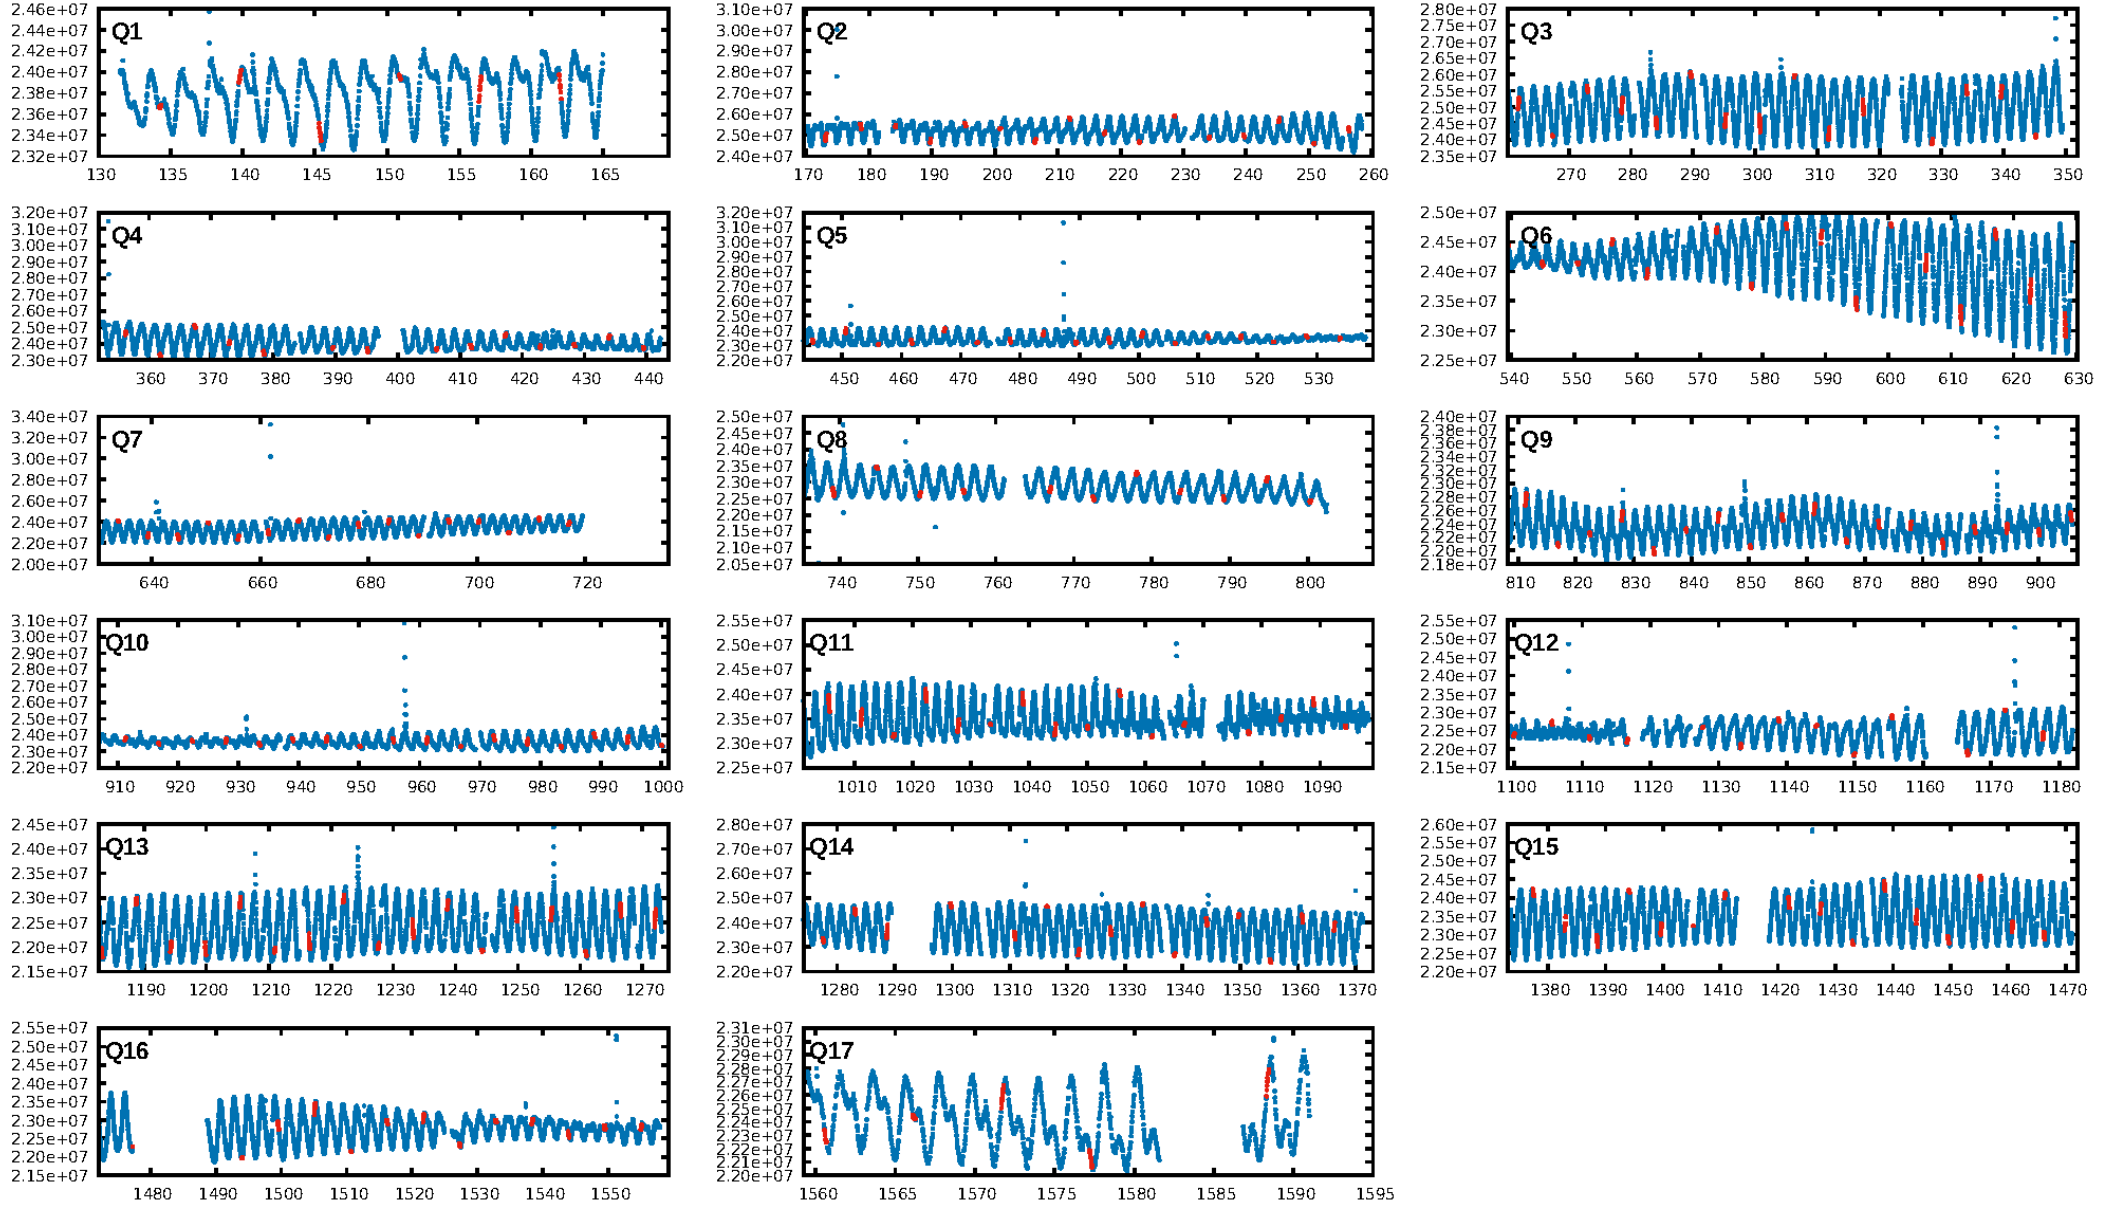 2.46e+07
2.44e+07
2.42e+07
2.40e+07
2.38e+07
2.36e+07
2.34e+07
2.32e+07
Q1
130 135 140 145 150 155 160 165
3.10e+07
3.00e+07
2.90e+07
2.80e+07
2.70e+07
2.60e+07
2.50e+07
2.40e+07
Q2
170 180 190 200 210 220 230 240 250 260
2.80e+07
2.75e+07
2.70e+07
2.65e+07
2.60e+07
2.55e+07
2.50e+07
2.45e+07
2.40e+07
2.35e+07
Q3
270 280 290 300 310 320 330 340 350
3.20e+07
3.10e+07
3.00e+07
2.90e+07
2.80e+07
2.70e+07
2.60e+07
2.50e+07
2.40e+07
2.30e+07
Q4
360 370 380 390 400 410 420 430 440
3.20e+07
3.10e+07
3.00e+07
2.90e+07
2.80e+07
2.70e+07
2.60e+07
2.50e+07
2.40e+07
2.30e+07
2.20e+07
Q5
450 460 470 480 490 500 510 520 530
2.50e+07
2.45e+07
2.40e+07
2.35e+07
2.30e+07
2.25e+07
Q6
540 550 560 570 580 590 600 610 620 630
3.40e+07
3.20e+07
3.00e+07
2.80e+07
2.60e+07
2.40e+07
2.20e+07
2.00e+07
Q7
640 660 680 700 720
2.50e+07
2.45e+07
2.40e+07
2.35e+07
2.30e+07
2.25e+07
2.20e+07
2.15e+07
2.10e+07
2.05e+07
Q8
740 750 760 770 780 790 800
2.40e+07
2.38e+07
2.36e+07
2.34e+07
2.32e+07
2.30e+07
2.28e+07
2.26e+07
2.24e+07
2.22e+07
2.20e+07
2.18e+07
Q9
810 820 830 840 850 860 870 880 890 900
3.10e+07
3.00e+07
2.90e+07
2.80e+07
2.70e+07
2.60e+07
2.50e+07
2.40e+07
2.30e+07
2.20e+07
Q10
910 920 930 940 950 960 970 980 990 1000
2.55e+07
2.50e+07
2.45e+07
2.40e+07
2.35e+07
2.30e+07
2.25e+07
Q11
1010 1020 1030 1040 1050 1060 1070 1080 1090
2.55e+07
2.50e+07
2.45e+07
2.40e+07
2.35e+07
2.30e+07
2.25e+07
2.20e+07
2.15e+07
Q12
1100 1110 1120 1130 1140 1150 1160 1170 1180
2.45e+07
2.40e+07
2.35e+07
2.30e+07
2.25e+07
2.20e+07
2.15e+07
Q13
1190 1200 1210 1220 1230 1240 1250 1260 1270
2.80e+07
2.70e+07
2.60e+07
2.50e+07
2.40e+07
2.30e+07
2.20e+07
Q14
1280 1290 1300 1310 1320 1330 1340 1350 1360 1370
2.60e+07
2.55e+07
2.50e+07
2.45e+07
2.40e+07
2.35e+07
2.30e+07
2.25e+07
2.20e+07
Q15
1380 1390 1400 1410 1420 1430 1440 1450 1460 1470
2.55e+07
2.50e+07
2.45e+07
2.40e+07
2.35e+07
2.30e+07
2.25e+07
2.20e+07
2.15e+07
Q16
1480 1490 1500 1510 1520 1530 1540 1550
2.31e+07
2.30e+07
2.29e+07
2.28e+07
2.27e+07
2.26e+07
2.25e+07
2.24e+07
2.23e+07
2.22e+07
2.21e+07
2.20e+07
Q17
1560 1565 1570 1575 1580 1585 1590 1595